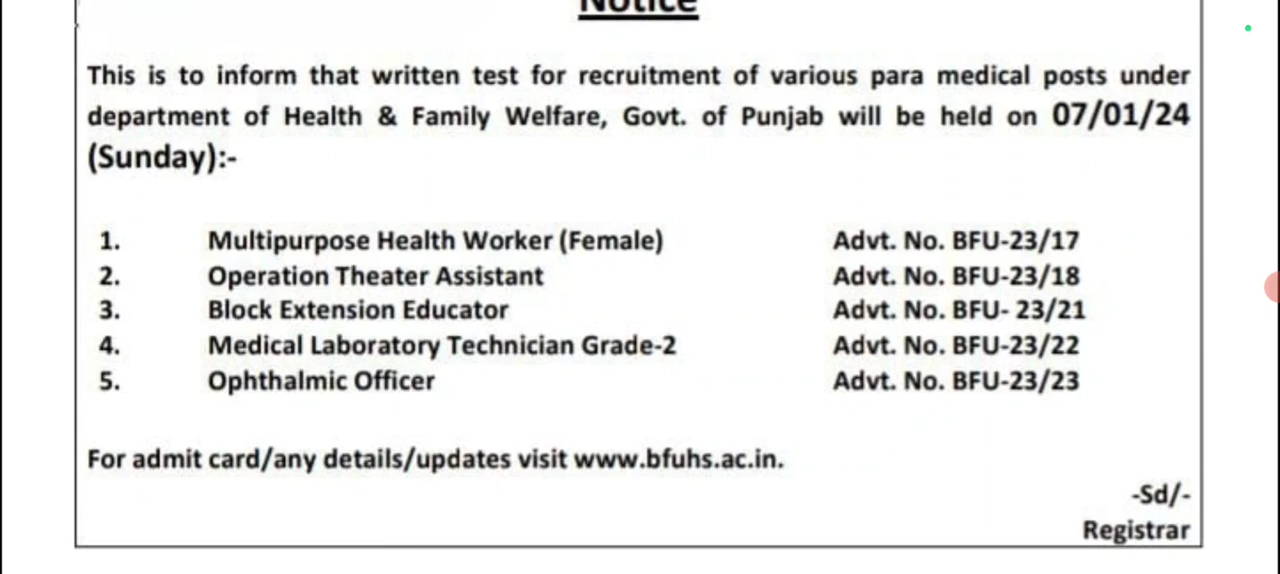 Notice
This is to inform that written test for recruitment of various para medical posts under
department of Health & Family Welfare, Govt. of Punjab will be held on 07/01/24
(Sunday):-
1. Multipurpose Health Worker (Female) Advt. No. BFU-23/17
2. Operation Theater Assistant Advt. No. BFU-23/18
3. Block Extension Educator Advt. No. BFU- 23/21
4. Medical Laboratory Technician Grade-2 Advt. No. BFU-23/22
5. Ophthalmic Officer Advt. No. BFU-23/23
For admit card/any details/updates visit www.bfuhs.ac.in.
-Sd/-
Registrar